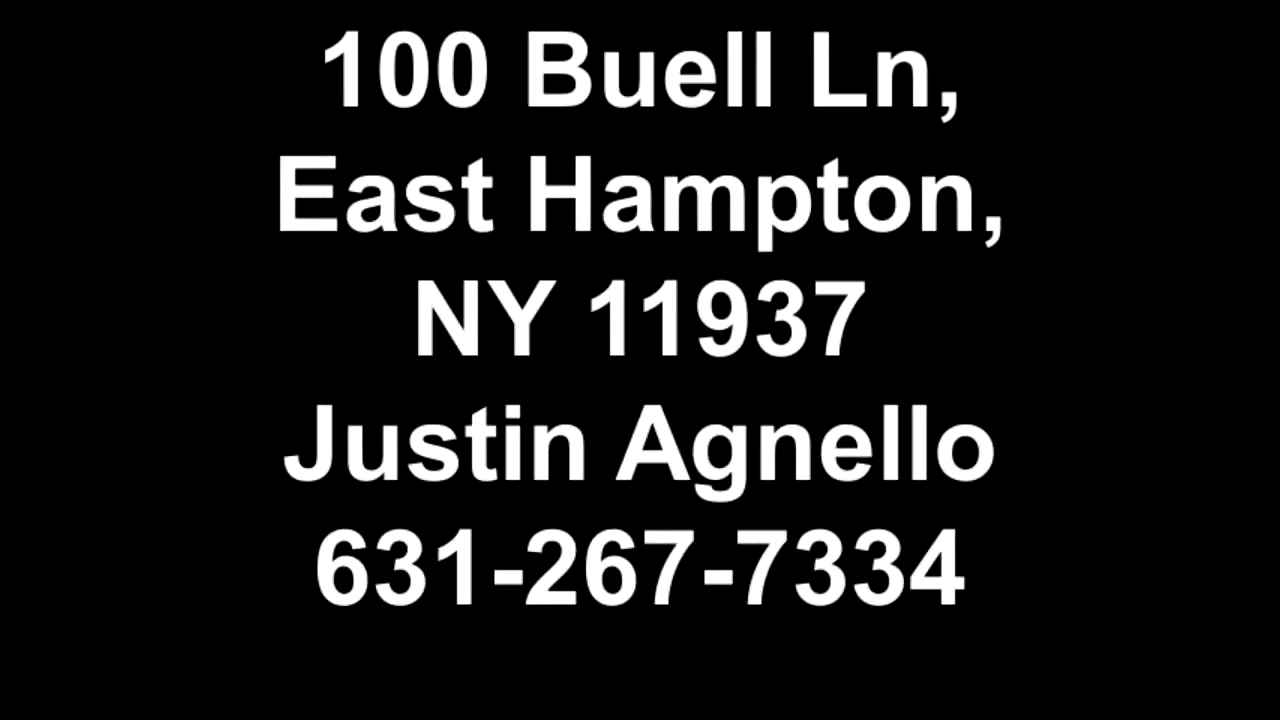 100 Buell Ln,
East Hampton,
NY 11937
Justin Agnello
631-267-7334